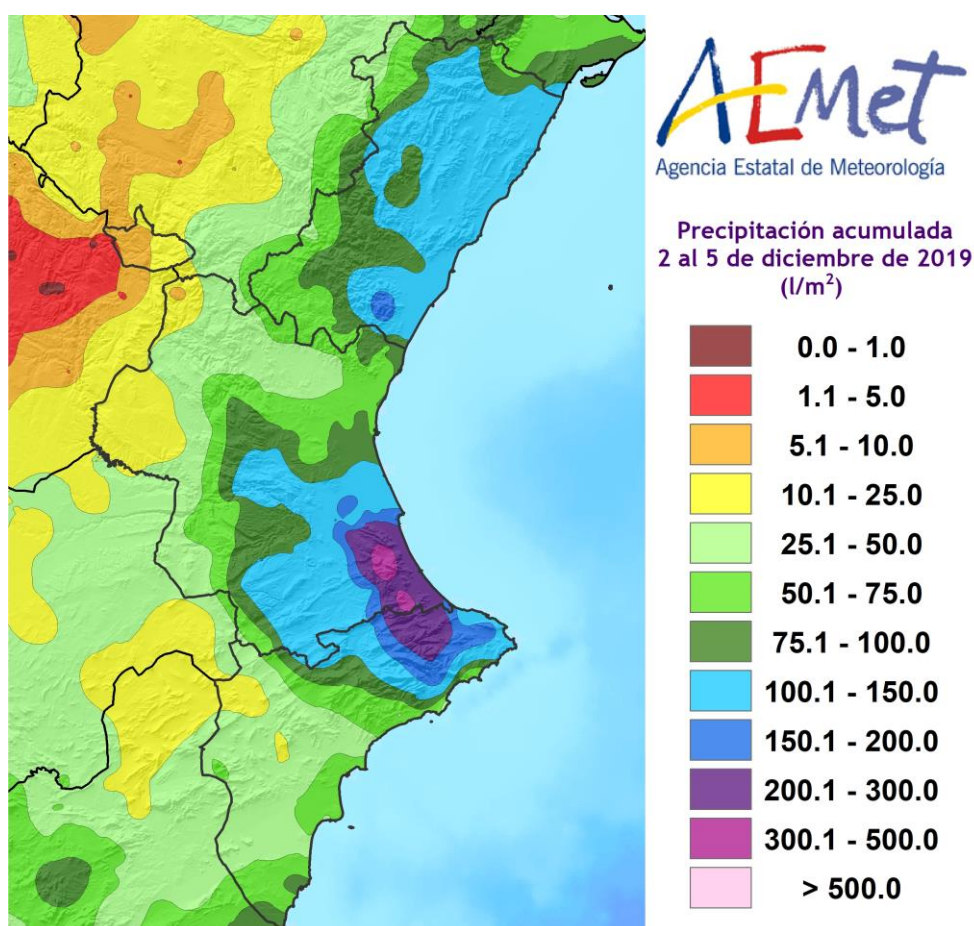 AEMet
Agencia Estatal de Meteorología
Precipitación acumulada
2 al 5 de diciembre de 2019
(l/m²)
0.0 - 1.0
1.1 - 5.0
5.1 - 10.0
10.1 - 25.0
25.1 - 50.0
50.1 - 75.0
75.1 - 100.0
100.1 - 150.0
150.1 - 200.0
200.1 - 300.0
300.1 - 500.0
> 500.0